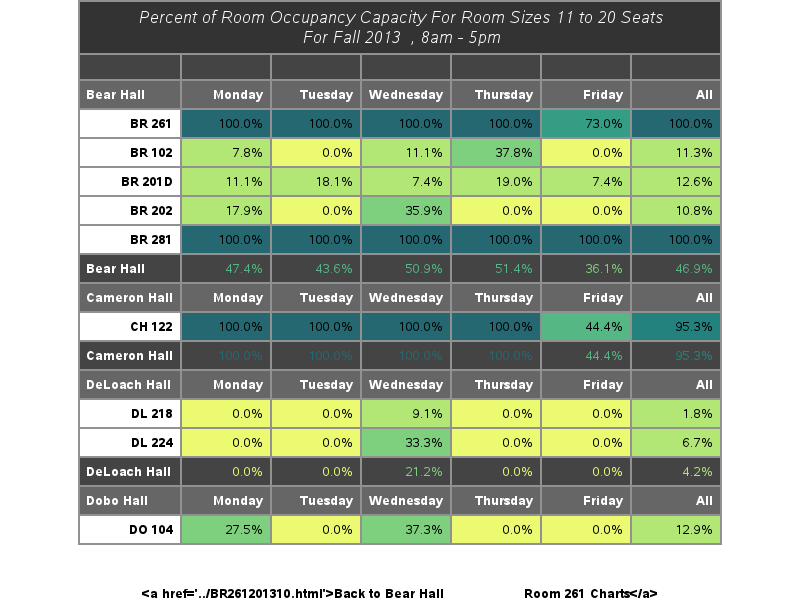 Percent of Room Occupancy Capacity For Room Sizes 11 to 20 Seats
For Fall 2013 , 8am - 5pm
Bear Hall Monday Tuesday Wednesday Thursday Friday All
BR 261 100.0% 100.0% 100.0% 100.0% 73.0% 100.0%
BR 102 7.8% 0.0% 11.1% 37.8% 0.0% 11.3%
BR 201D 11.1% 18.1% 7.4% 19.0% 7.4% 12.6%
BR 202 17.9% 0.0% 35.9% 0.0% 0.0% 10.8%
BR 281 100.0% 100.0% 100.0% 100.0% 100.0% 100.0%
Bear Hall 47.4% 43.6% 50.9% 51.4% 36.1% 46.9%
Cameron Hall Monday Tuesday Wednesday Thursday Friday All
CH 122 100.0% 100.0% 100.0% 100.0% 44.4% 95.3%
Cameron Hall 100.0% 100.0% 100.0% 100.0% 44.4% 95.3%
DeLoach Hall Monday Tuesday Wednesday Thursday Friday All
DL 218 0.0% 0.0% 9.1% 0.0% 0.0% 1.8%
DL 224 0.0% 0.0% 33.3% 0.0% 0.0% 6.7%
DeLoach Hall 0.0% 0.0% 21.2% 0.0% 0.0% 4.2%
Dobo Hall Monday Tuesday Wednesday Thursday Friday All
DO 104 27.5% 0.0% 37.3% 0.0% 0.0% 12.9%
<a href='../BR261201310.html'>Back to Bear Hall Room 261 Charts</a>